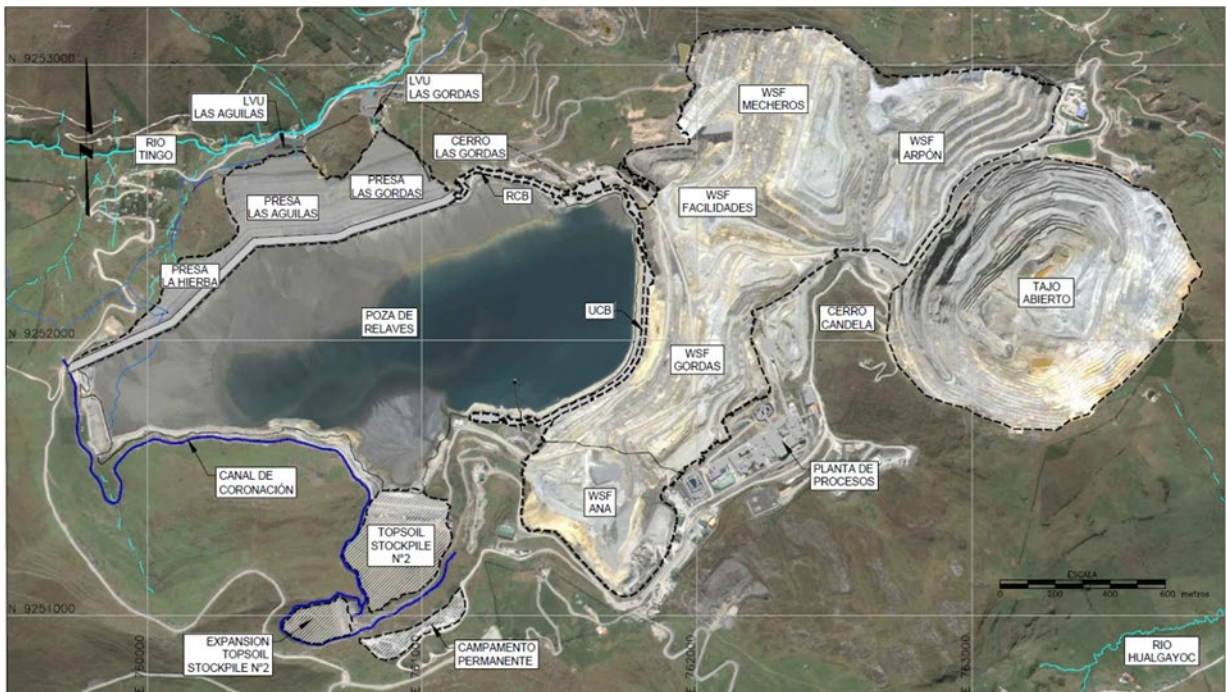 N 9253000
LVU
LAS GORDAS
LVU
LAS AGUILAS
RIO
TINGO
CERRO
LAS GORDAS
WSF
MECHEROS
WSF
ARPÓN
PRESA
LAS GORDAS
RCB
PRESA
LAS AGUILAS
WSF
FACILIDADES
PRESA
LA HIERBA
TAJO
ABIERTO
N 9252000
POZA DE
RELAVES
UCB
CERRO
CANDELA
WSF
GORDAS
CANAL DE
CORONACIÓN
PLANTA DE
PROCESOS
WSF
ANA
TOPSOIL
STOCKPILE
N°2
ESCALA
0 200 400 600 metros
N 9251000
EXPANSION
TOPSOIL
STOCKPILE N°2
CAMPAMENTO
PERMANENTE
RIO
HUALGAYOC
E 760000
E 761000
E 762000
E 763000